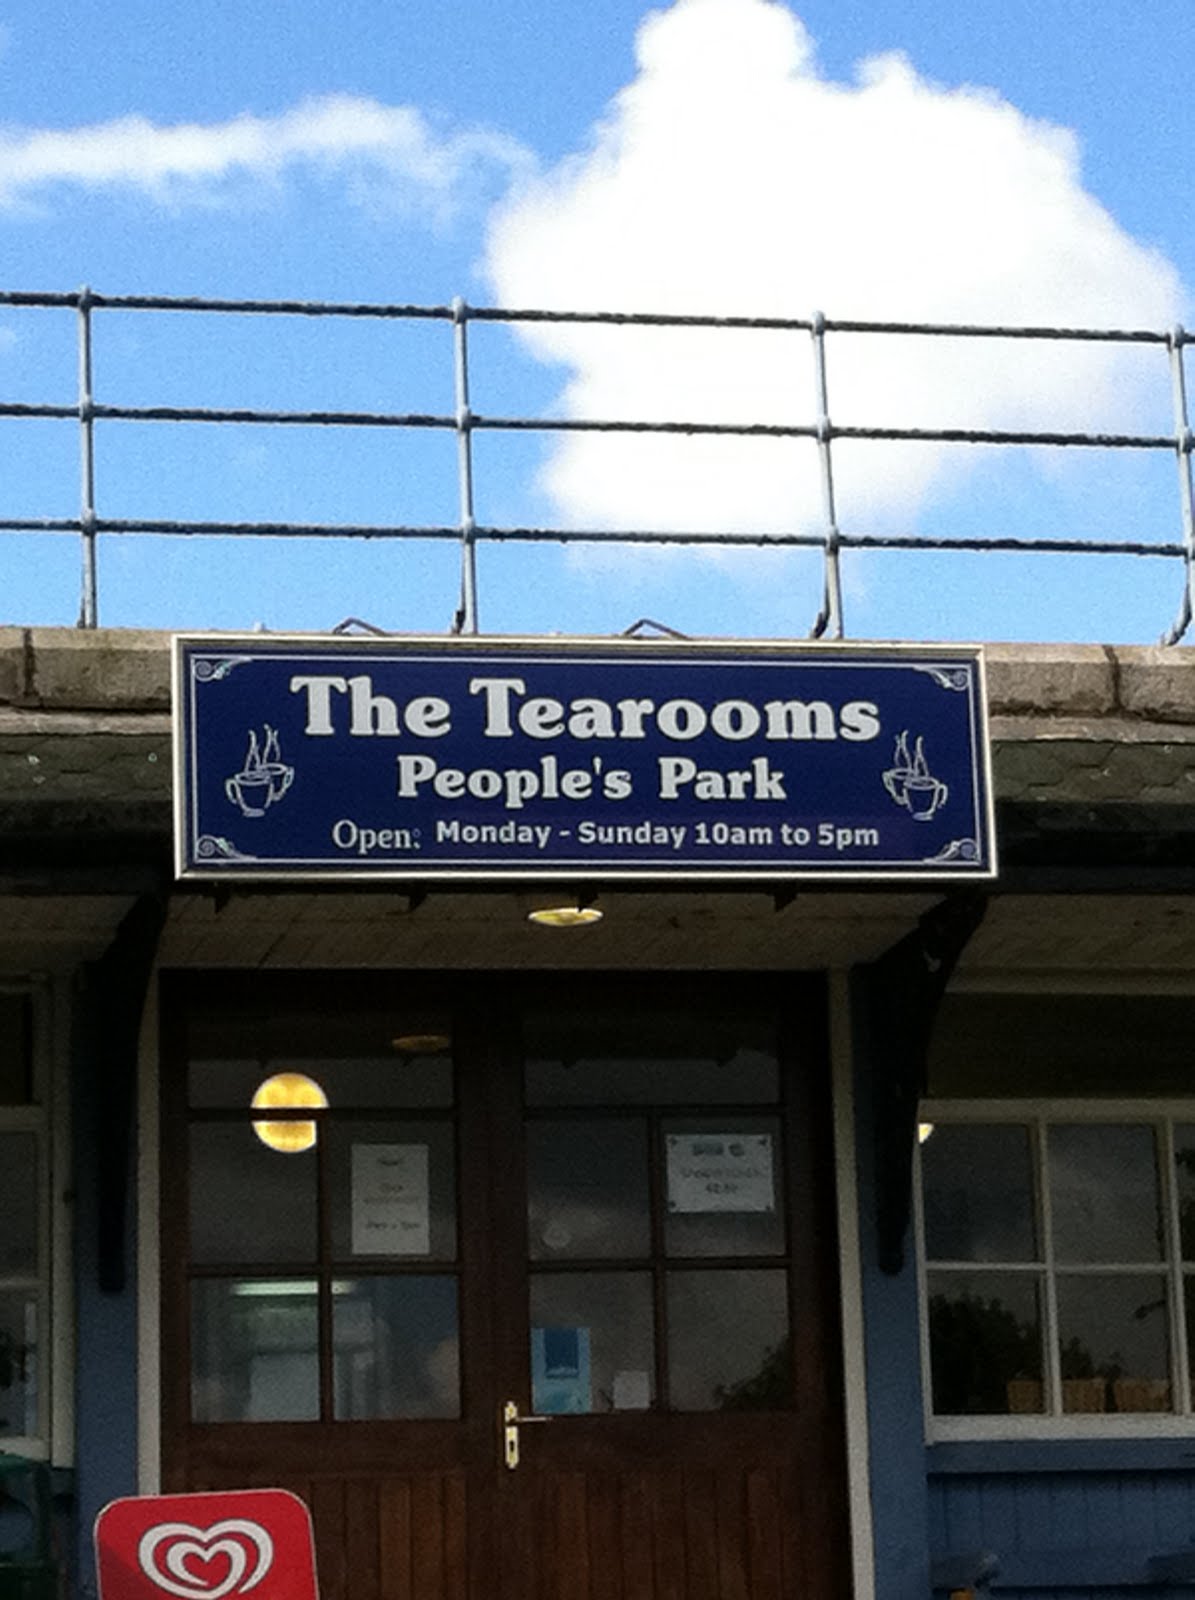 The Tearooms
People's Park
Open: Monday - Sunday 10am to 5pm